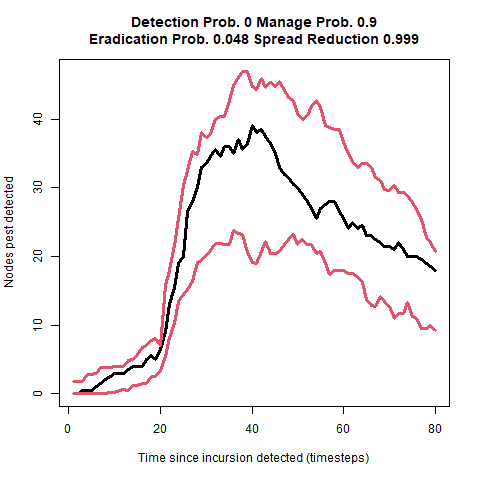 Detection Prob. 0 Manage Prob. 0.9
Eradication Prob. 0.048 Spread Reduction 0.999
Nodes pest detected
40
30
20
10
0
0 20 40 60 80
Time since incursion detected (timesteps)